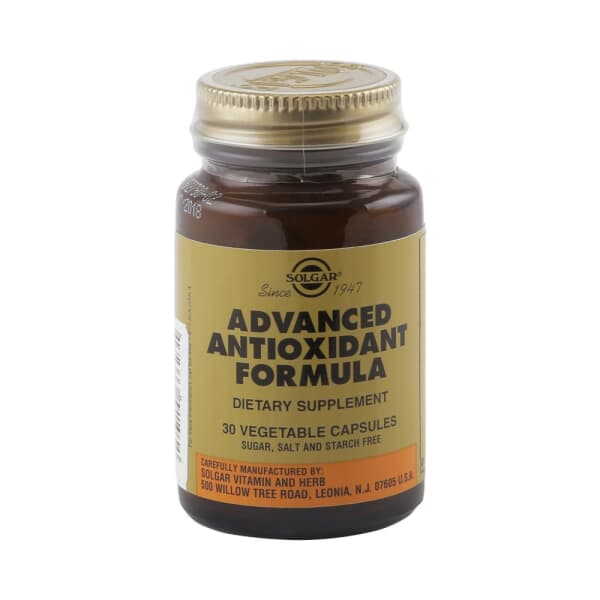 2018
SOLGAR®
Since 1947
ADVANCED
ANTIOXIDANT
FORMULA
DIETARY SUPPLEMENT
30 VEGETABLE CAPSULES
SUGAR, SALT AND STARCH FREE
CAREFULLY MANUFACTURED BY:
SOLGAR VITAMIN AND HERB
500 WILLOW TREE ROAD, LEONIA, N.J. 07605 U.S.A.